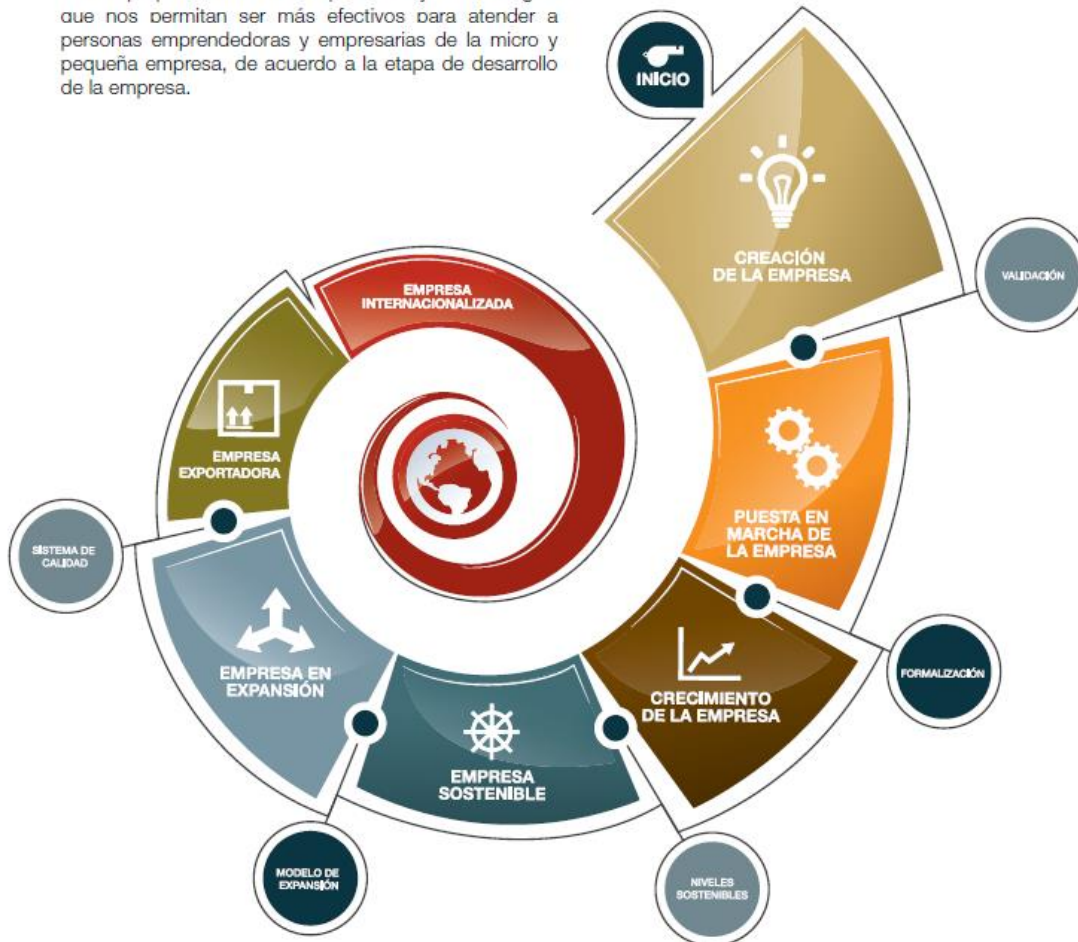 que nos permitan ser más efectivos para atender a
personas emprendedoras y empresarias de la micro y
pequeña empresa, de acuerdo a la etapa de desarrollo
de la empresa.
INICIO
CREACIÓN
DE LA EMPRESA
VALIDACIÓN
PUESTA EN
MARCHA DE
LA EMPRESA
FORMALIZACIÓN
CRECIMIENTO
DE LA EMPRESA
NIVELES
SOSTENIBLES
EMPRESA
SOSTENIBLE
MODELO DE
EXPANSIÓN
EMPRESA EN
EXPANSIÓN
SISTEMA DE
CALIDAD
EMPRESA
EXPORTADORA
EMPRESA
INTERNACIONALIZADA